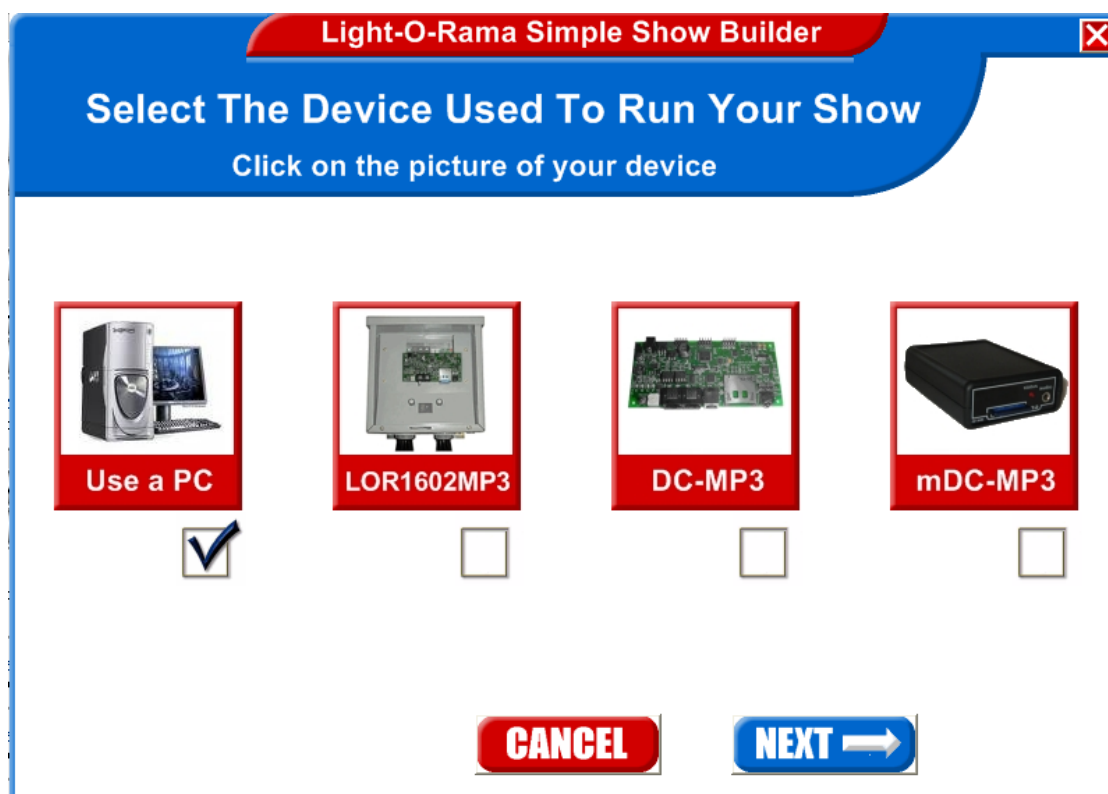 Light-O-Rama Simple Show Builder
Select The Device Used To Run Your Show
Click on the picture of your device
Use a PC
LOR1602MP3
DC-MP3
mDC-MP3
CANCEL
NEXT